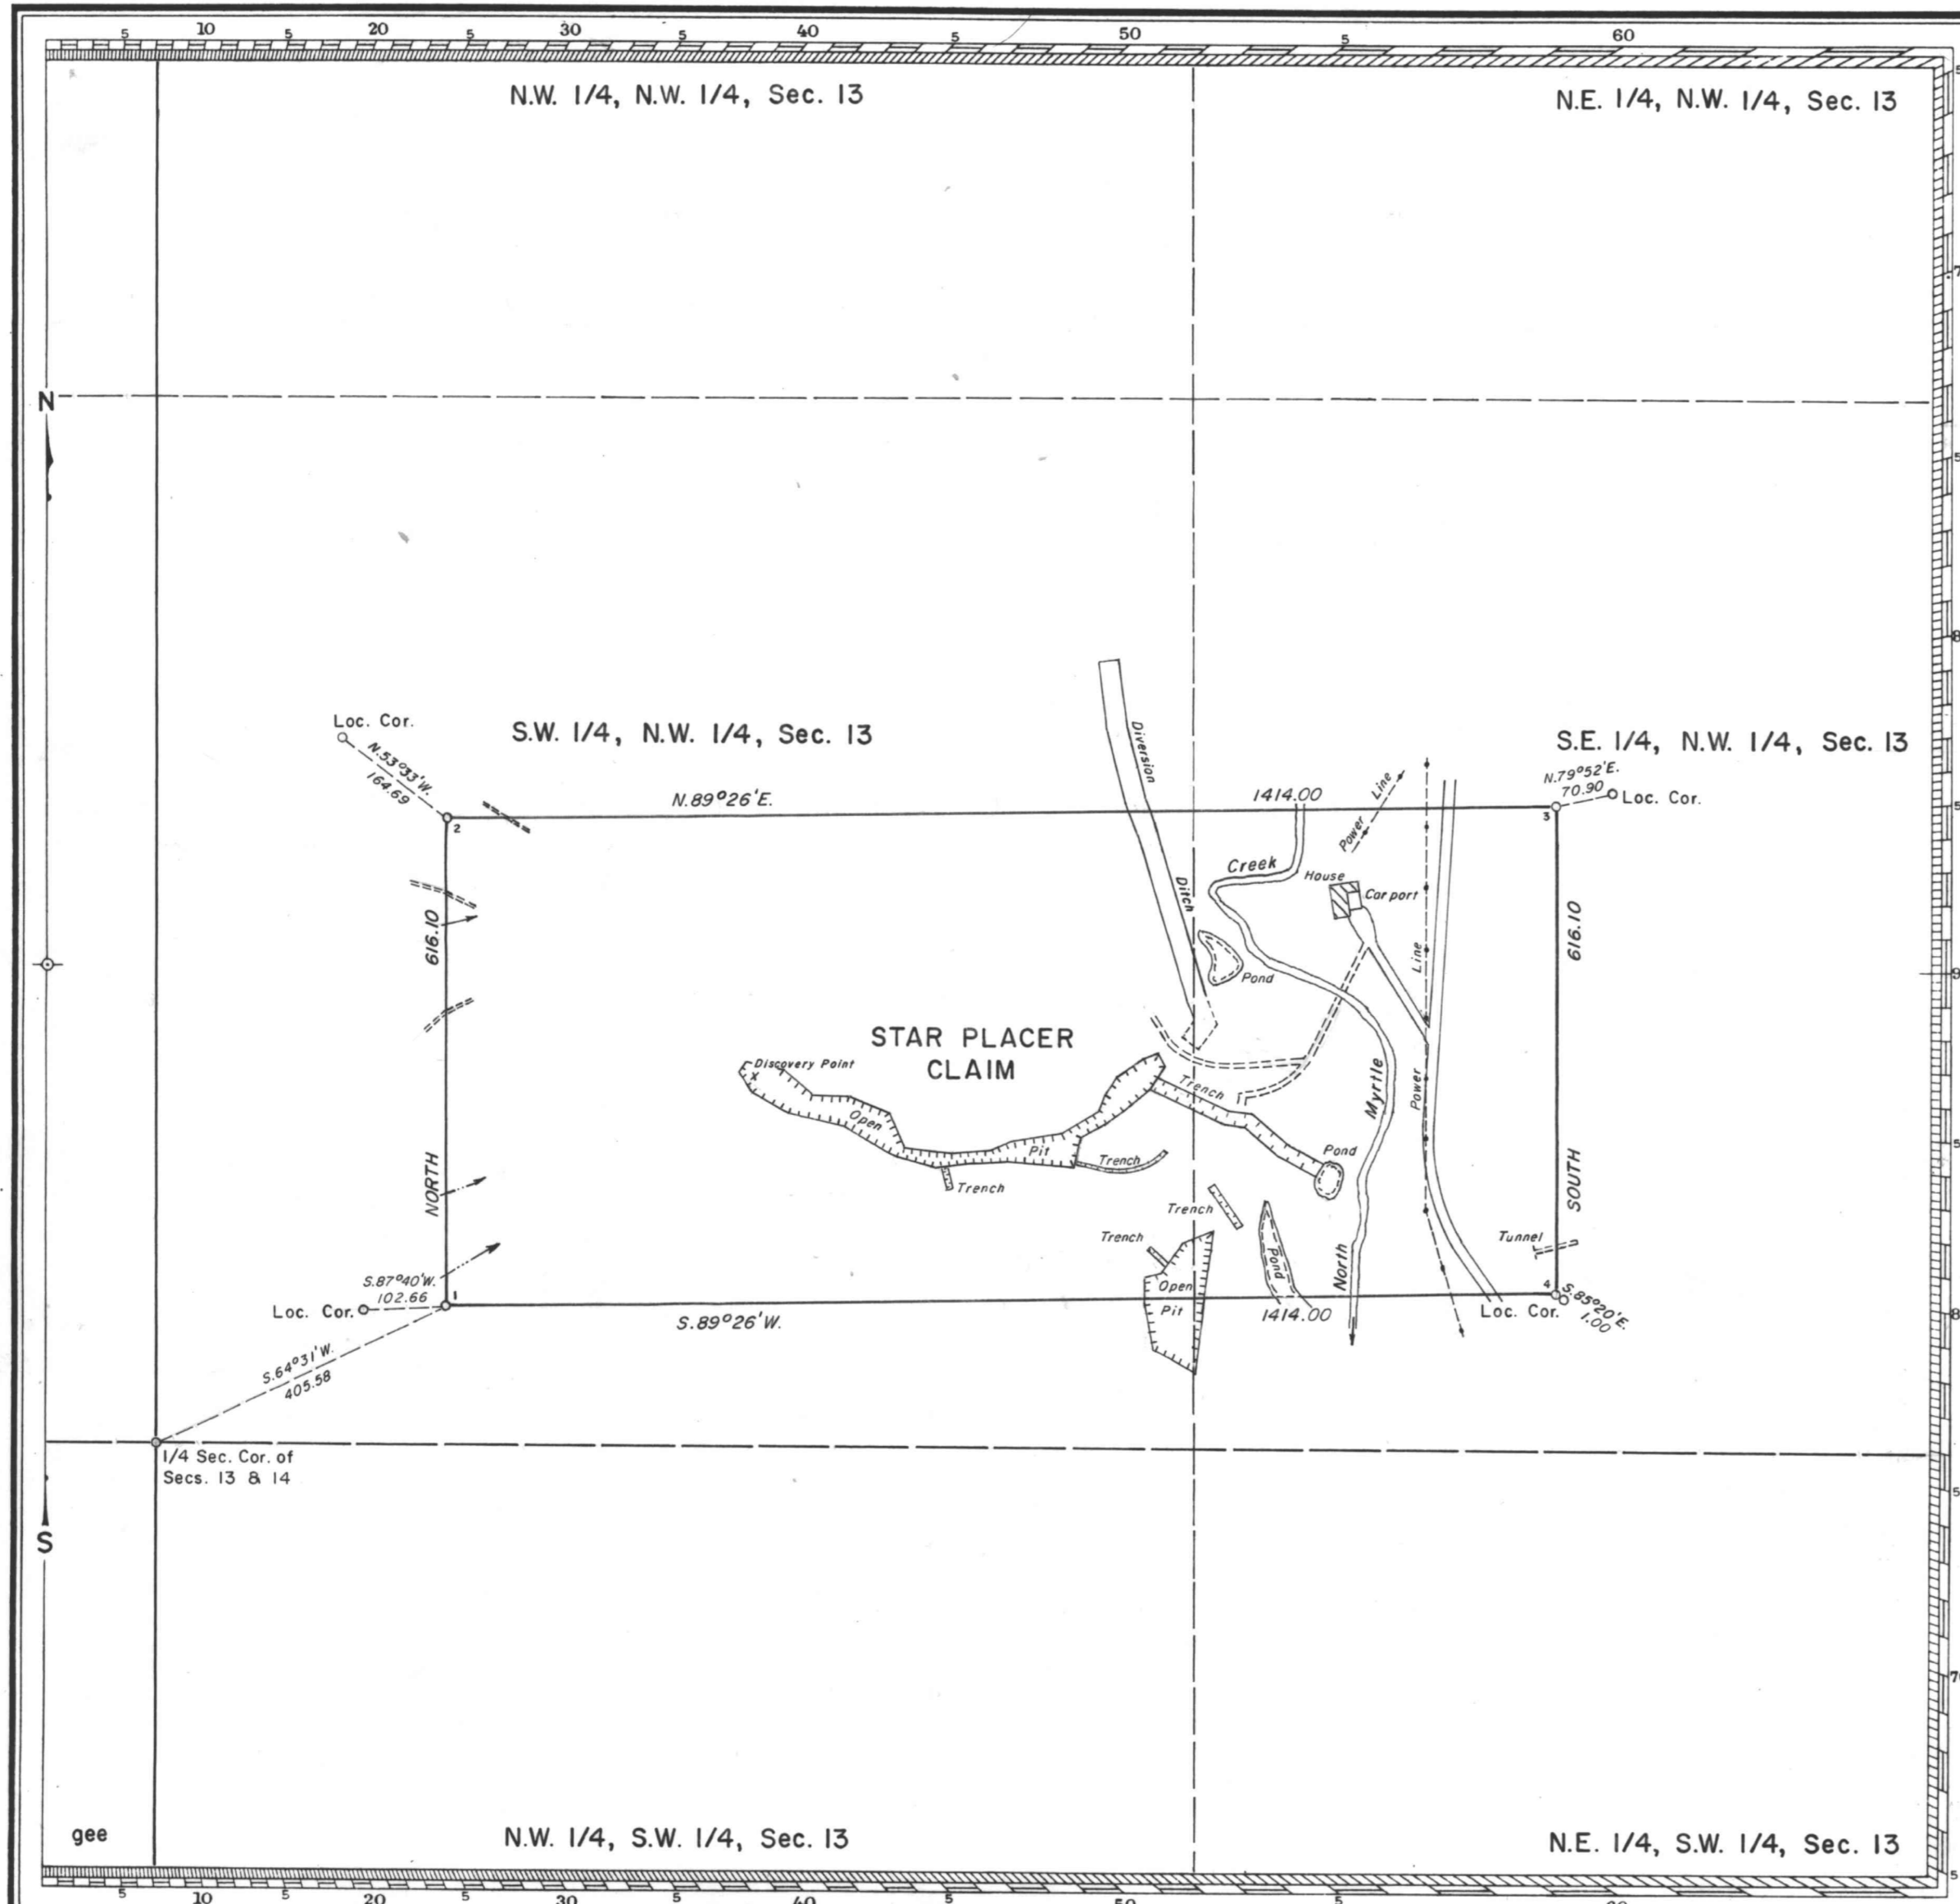 5 10 5 20 5 30 5 40 5 50 5 60
N.W. 1/4, N.W. 1/4, Sec. 13
N.E. 1/4, N.W. 1/4, Sec. 13
N
Loc. Cor.
N.53°33'W.
164.69
S.W. 1/4, N.W. 1/4, Sec. 13
S.E. 1/4, N.W. 1/4, Sec. 13
N.79°52'E.
70.90
Loc. Cor.
2
N.89°26'E.
1414.00
3
Diversion
Ditch
Power Line
Creek
House
Car port
616.10
NORTH
Pond
Power Line
616.10
SOUTH
STAR PLACER
CLAIM
Discovery Point
x
Open
Pit
Trench
Trench
Trench
Myrtle
Pond
Trench
Trench
Pond
North
Tunnel
Open
Pit
S.87°40'W.
102.66
Loc. Cor.
1
S.89°26'W.
1414.00
4
Loc. Cor.
S.85°20'E.
1.00
S.64°31'W.
405.58
1/4 Sec. Cor. of
Secs. 13 & 14
S
gee
N.W. 1/4, S.W. 1/4, Sec. 13
N.E. 1/4, S.W. 1/4, Sec. 13
5 10 5 20 5 30 5 40 5 50 5